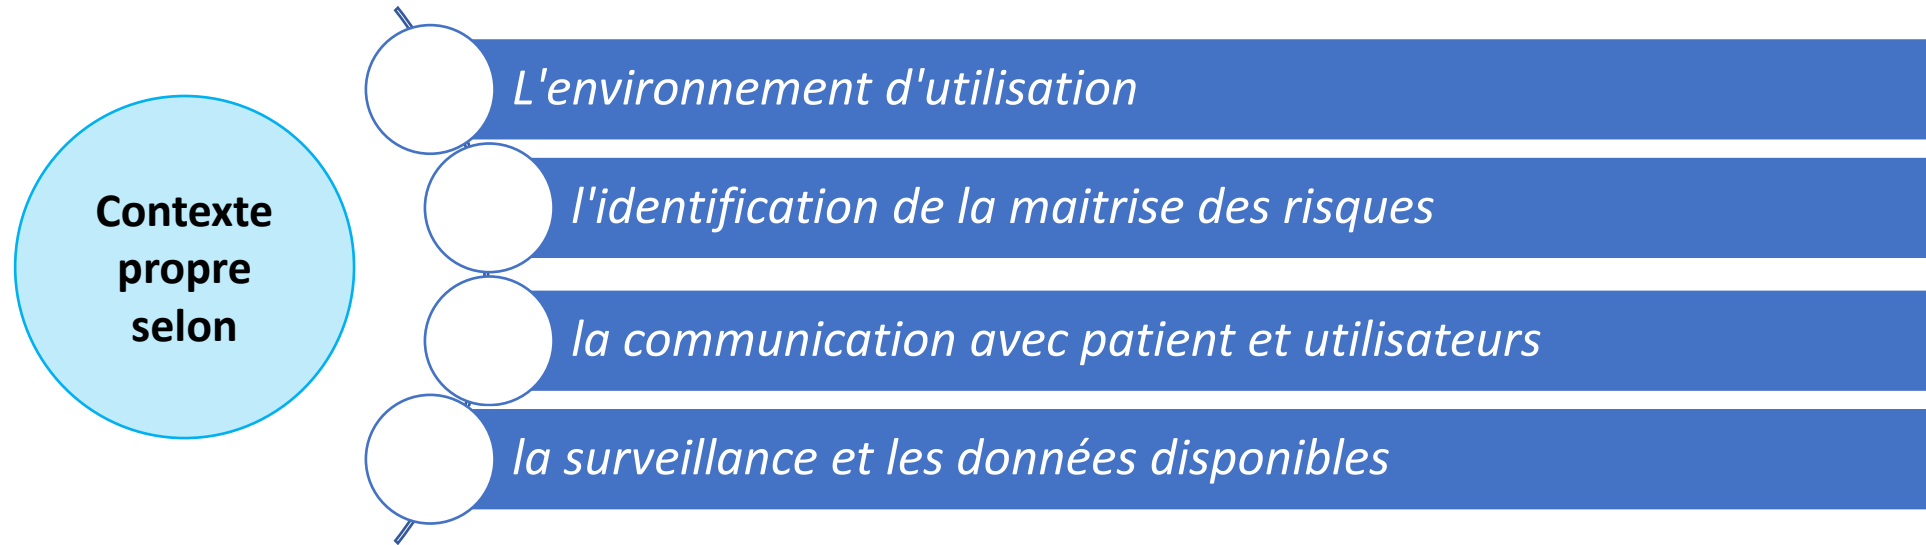 Contexte
propre
selon
L'environnement d'utilisation
l'identification de la maitrise des risques
la communication avec patient et utilisateurs
la surveillance et les données disponibles